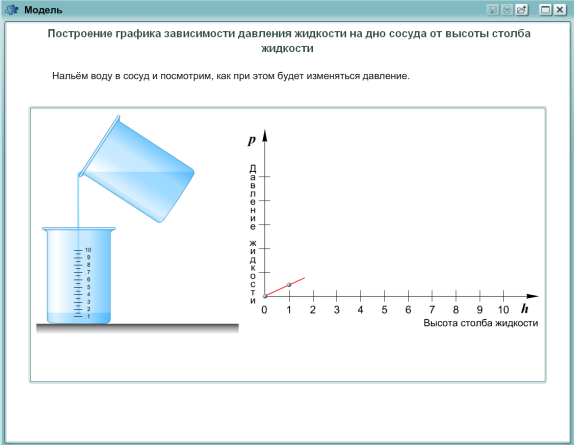 Модель
Построение графика зависимости давления жидкости на дно сосуда от высоты столба
жидкости
Нальём воду в сосуд и посмотрим, как при этом будет изменяться давление.
10
9
8
7
6
5
4
3
2
1
p
Давление жидкости
0 1 2 3 4 5 6 7 8 9 10 h
Высота столба жидкости